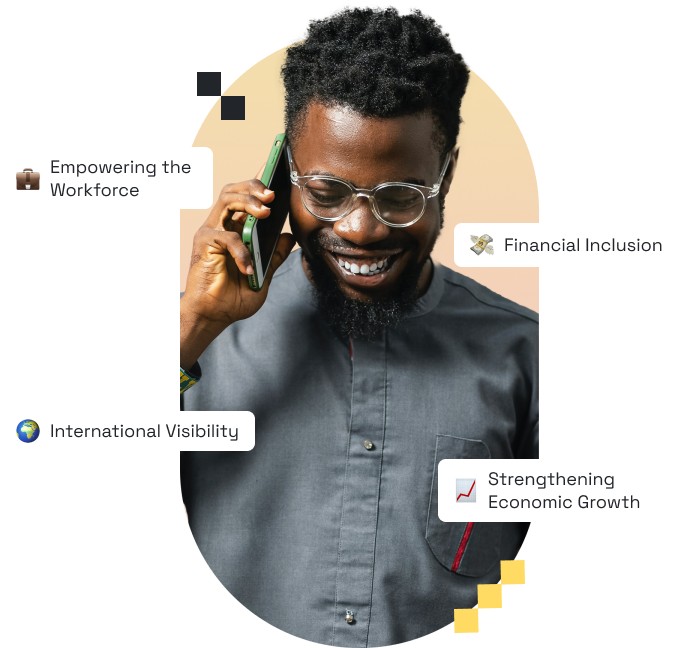 Empowering the
Workforce
Financial Inclusion
International Visibility
Strengthening
Economic Growth